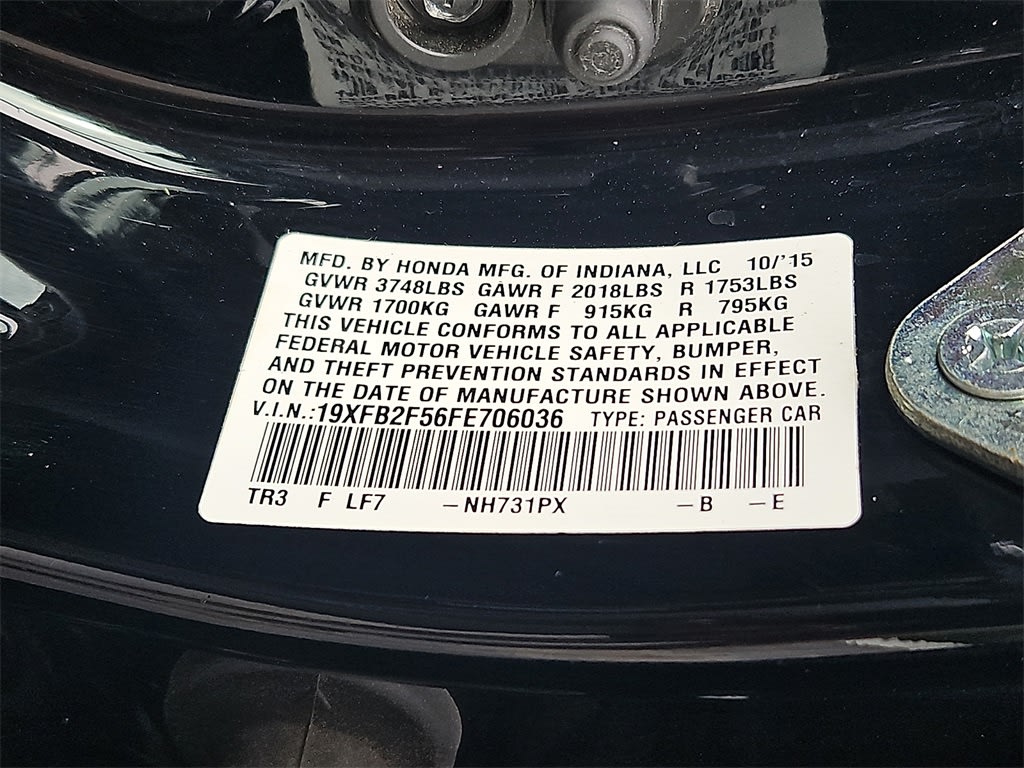 MFD. BY HONDA MFG. OF INDIANA, LLC 10/'15
GVWR 3748LBS GAWR F 2018LBS R 1753LBS
GVWR 1700KG GAWR F 915KG R 795KG
THIS VEHICLE CONFORMS TO ALL APPLICABLE
FEDERAL MOTOR VEHICLE SAFETY, BUMPER,
AND THEFT PREVENTION STANDARDS IN EFFECT
ON THE DATE OF MANUFACTURE SHOWN ABOVE.
V.I.N.:19XFB2F56FE706036 TYPE: PASSENGER CAR
TR3 F LF7 –NH731PX –B –E